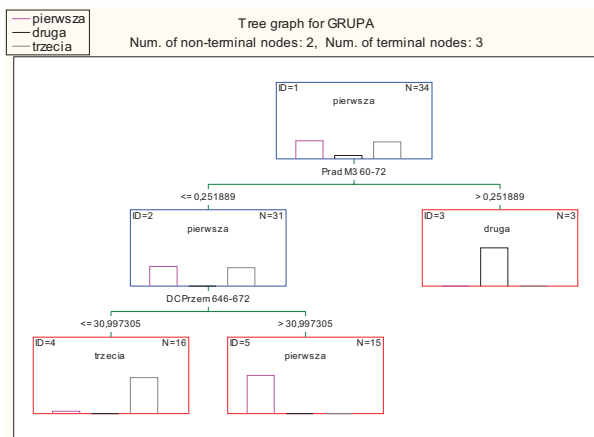 pierwsza
druga
trzecia
Tree graph for GRUPA
Num. of non-terminal nodes: 2, Num. of terminal nodes: 3
ID=1 N=34
pierwsza
Prad M3 60-72
<= 0,251889 > 0,251889
ID=2 N=31 ID=3 N=3
pierwsza druga
DCPrzem 646-672
<= 30,997305 > 30,997305
ID=4 N=16 ID=5 N=15
trzecia pierwsza